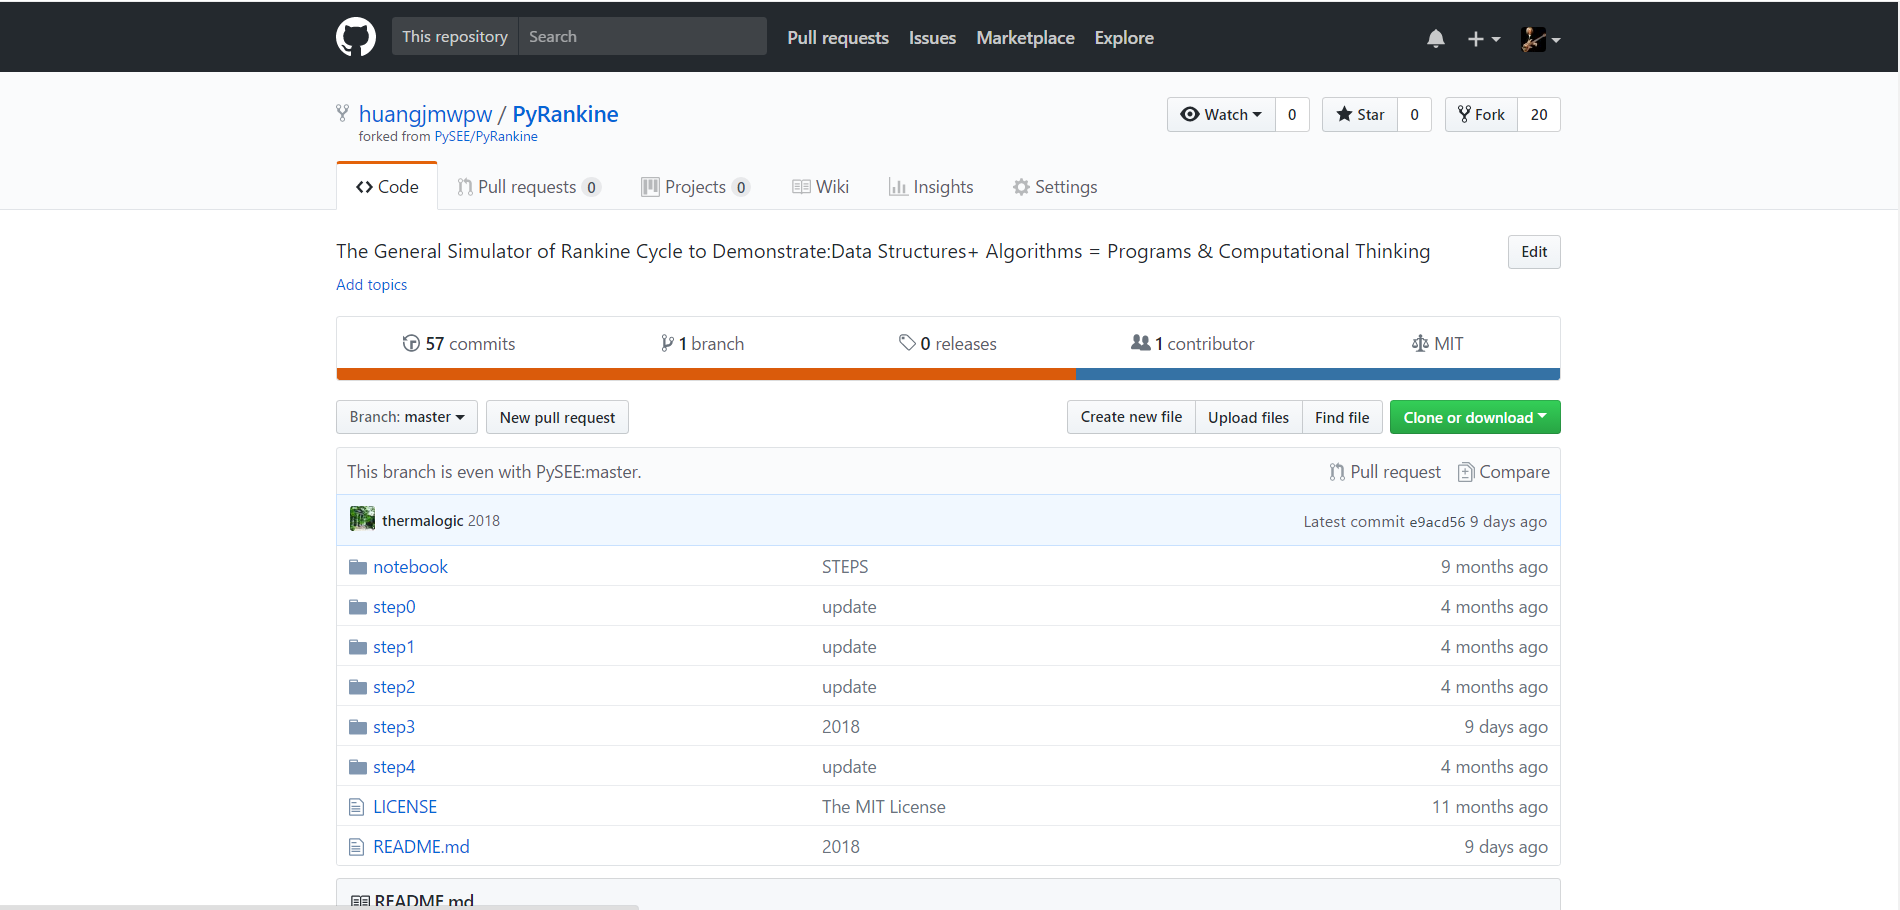 This repository Search Pull requests Issues Marketplace Explore
huangjmwpw / PyRankine Watch 0 Star 0 Fork 20
forked from PySEE/PyRankine
Code Pull requests 0 Projects 0 Wiki Insights Settings
The General Simulator of Rankine Cycle to Demonstrate:Data Structures+ Algorithms = Programs & Computational Thinking Edit
Add topics
57 commits 1 branch 0 releases 1 contributor MIT
Branch: master New pull request Create new file Upload files Find file Clone or download
This branch is even with PySEE:master. Pull request Compare
thermalogic 2018 Latest commit e9acd56 9 days ago
notebook STEPS 9 months ago
step0 update 4 months ago
step1 update 4 months ago
step2 update 4 months ago
step3 2018 9 days ago
step4 update 4 months ago
LICENSE The MIT License 11 months ago
README.md 2018 9 days ago
README.md